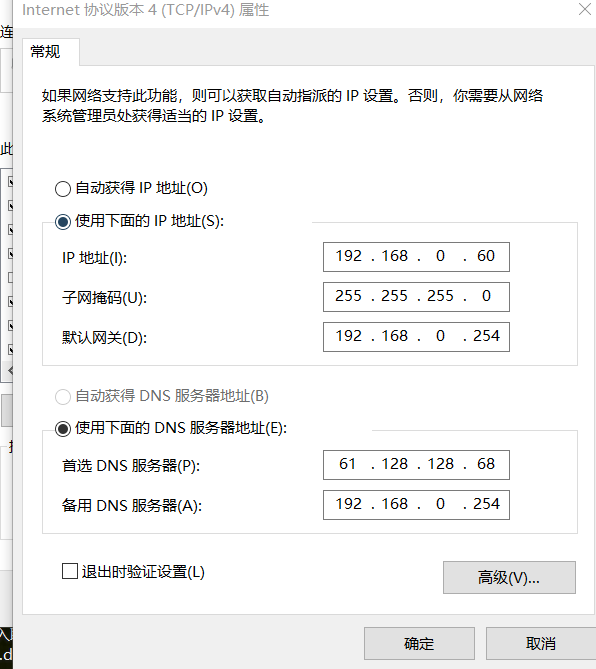 Internet 协议版本 4 (TCP/IPv4) 属性
常规
如果网络支持此功能，则可以获取自动指派的 IP 设置。否则，你需要从网络
系统管理员处获得适当的 IP 设置。
自动获得 IP 地址(O)
使用下面的 IP 地址(S):
IP 地址(I): 192 . 168 . 0 . 60
子网掩码(U): 255 . 255 . 255 . 0
默认网关(D): 192 . 168 . 0 . 254
自动获得 DNS 服务器地址(B)
使用下面的 DNS 服务器地址(E):
首选 DNS 服务器(P): 61 . 128 . 128 . 68
备用 DNS 服务器(A): 192 . 168 . 0 . 254
退出时验证设置(L)
高级(V)...
确定 取消